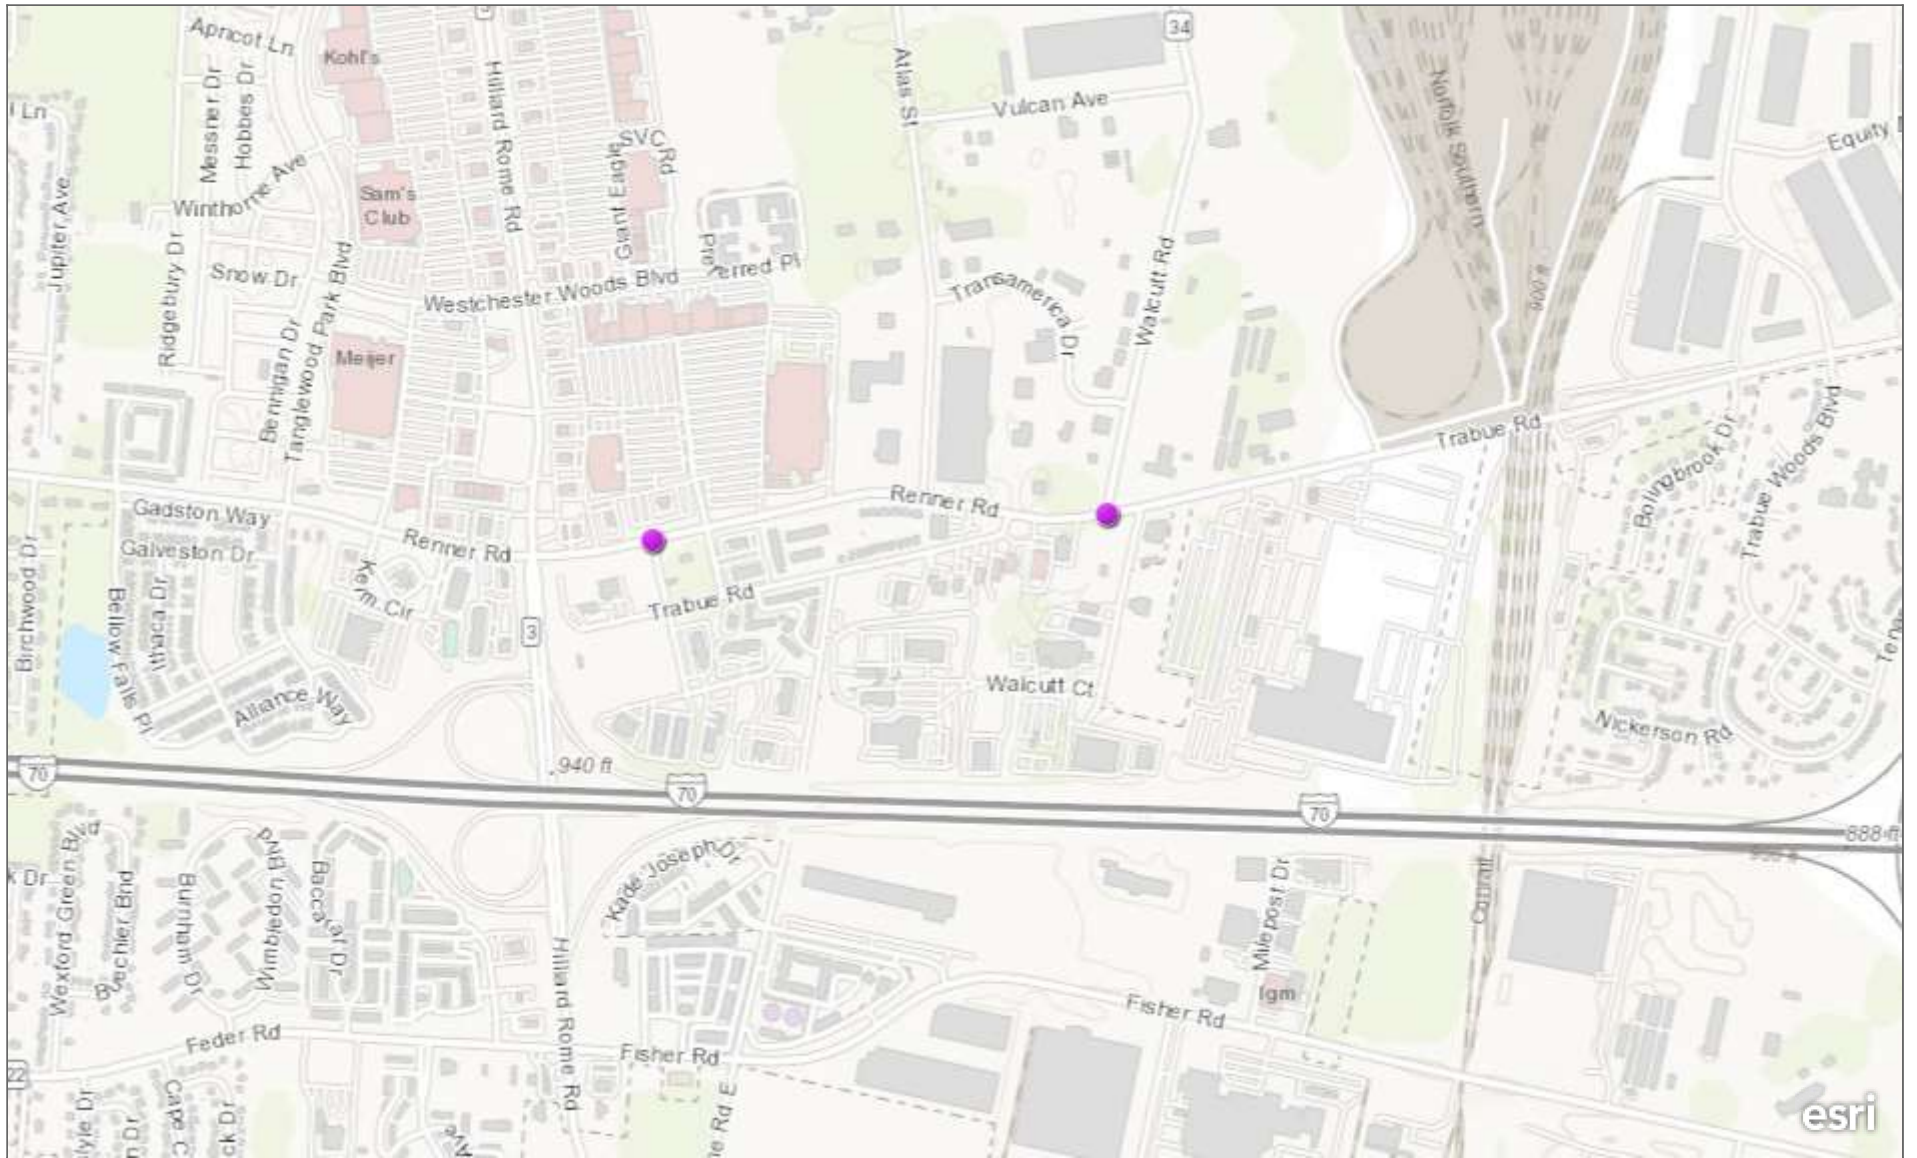 Apricot Ln
Kohl's
Hilliard Rome Rd
Atlas St
34
Norfolk Southern
Messner Dr
Hobbes Dr
Ln
Vulcan Ave
Equity
SVC Rd
Giant Eagle
Winthorne Ave
Sam's
Club
Jupiter Ave
Ridgebury Dr
Snow Dr
Tanglewood Park Blvd
Bennigan Dr
Westchester Woods Blvd
Preferred Pl
Transamerica Dr
Walcutt Rd
900 ft
Meijer
Trabue Rd
Bolingbrook Dr
Trabue Woods Blvd
Gadston Way
Galveston Dr
Renner Rd
Renner Rd
Birchwood Dr
Bellow Falls Pl
Ithaca Dr
Kerm Cir
3
Trabue Rd
Walcutt Ct
Alliance Way
Nickerson Rd
70
940 ft
70
70
888 ft
Wexford Green Blvd
Dr
Burnham Dr
Wimbledon Blvd
Kade Joseph Dr
Milepost Dr
Conrail
Igm
Hilliard Rome Rd
Fisher Rd
Feder Rd
Fisher Rd
22
Rd E
esri